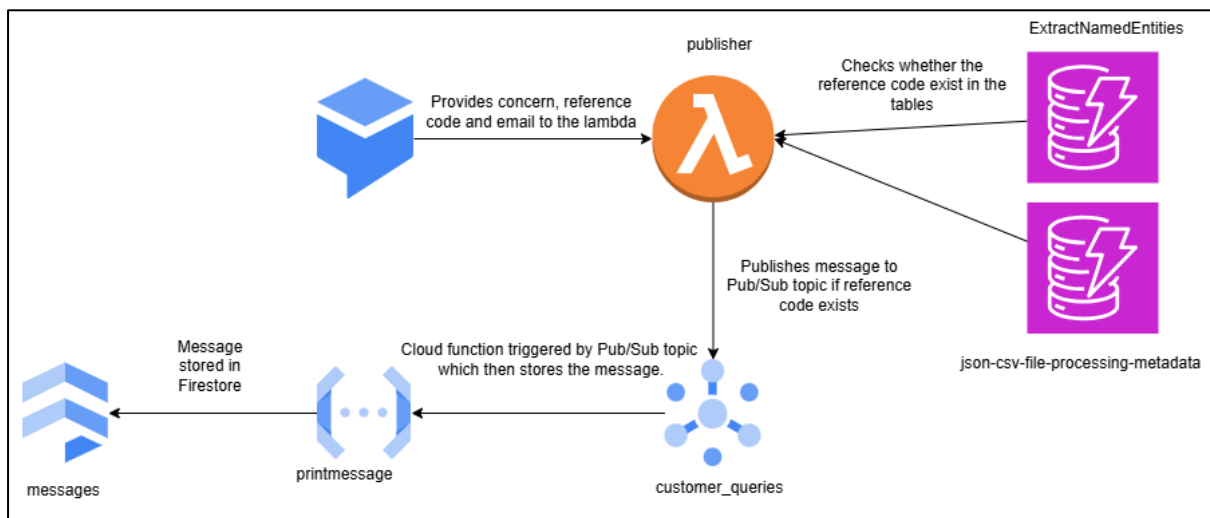 ExtractNamedEntities
publisher
Checks whether the
reference code exist in the
tables
Provides concern, reference
code and email to the lambda
Publishes message to
Pub/Sub topic if reference
code exists
json-csv-file-processing-metadata
Message
stored in
Firestore
Cloud function triggered by Pub/Sub topic
which then stores the message.
messages
printmessage
customer_queries